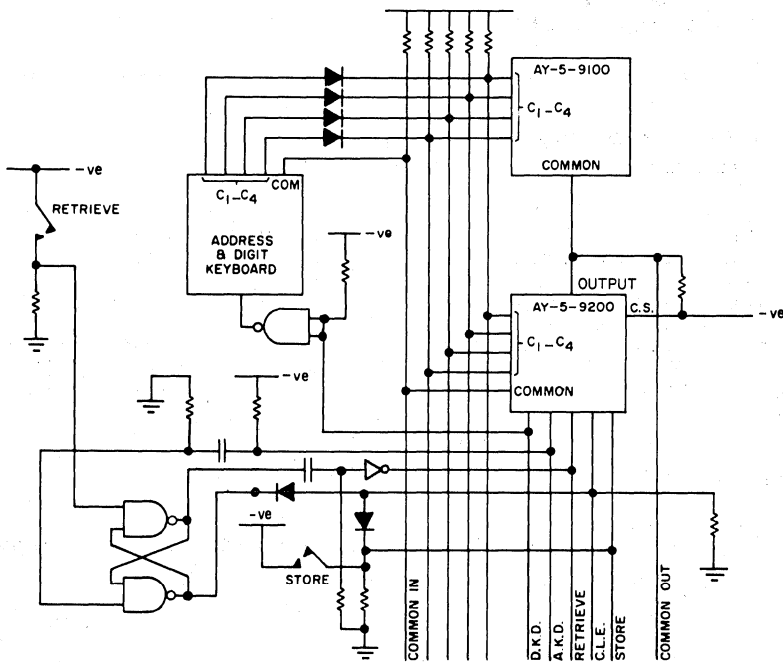 AY-5-9100
C1–C4
COMMON
-ve
RETRIEVE
C1–C4
COM
ADDRESS
& DIGIT
KEYBOARD
-ve
OUTPUT
AY-5-9200
C.S.
-ve
C1–C4
COMMON
-ve
-ve
STORE
COMMON IN
D.K.D.
A.K.D.
RETRIEVE
C.L.E.
STORE
COMMON OUT